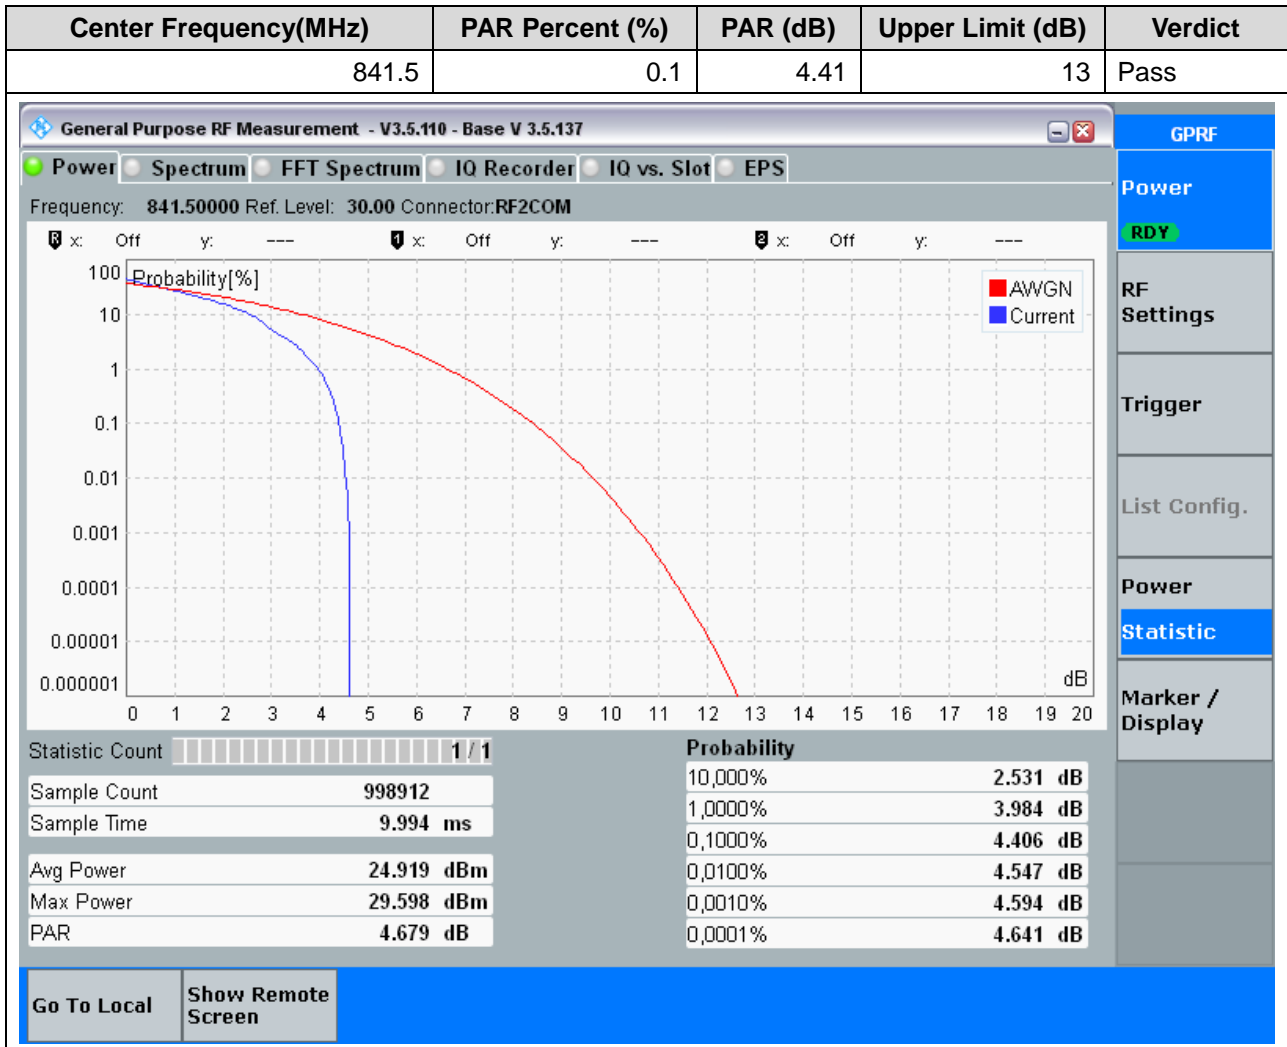 Center Frequency(MHz) PAR Percent (%) PAR (dB) Upper Limit (dB) Verdict
841.5 0.1 4.41 13 Pass
General Purpose RF Measurement - V3.5.110 - Base V 3.5.137
GPRF
Power Spectrum FFT Spectrum IQ Recorder IQ vs. Slot EPS
Frequency: 841.50000 Ref. Level: 30.00 Connector:RF2COM
R x: Off y: --- 1 x: Off y: --- 2 x: Off y: ---
Probability[%]
AWGN
Current
100
10
1
0.1
0.01
0.001
0.0001
0.00001
0.000001
dB
0 1 2 3 4 5 6 7 8 9 10 11 12 13 14 15 16 17 18 19 20
Statistic Count 1 / 1
Sample Count 998912
Sample Time 9.994 ms
Avg Power 24.919 dBm
Max Power 29.598 dBm
PAR 4.679 dB
Probability
10,000% 2.531 dB
1,0000% 3.984 dB
0,1000% 4.406 dB
0,0100% 4.547 dB
0,0010% 4.594 dB
0,0001% 4.641 dB
Power
RDY
RF
Settings
Trigger
List Config.
Power
Statistic
Marker /
Display
Go To Local
Show Remote
Screen